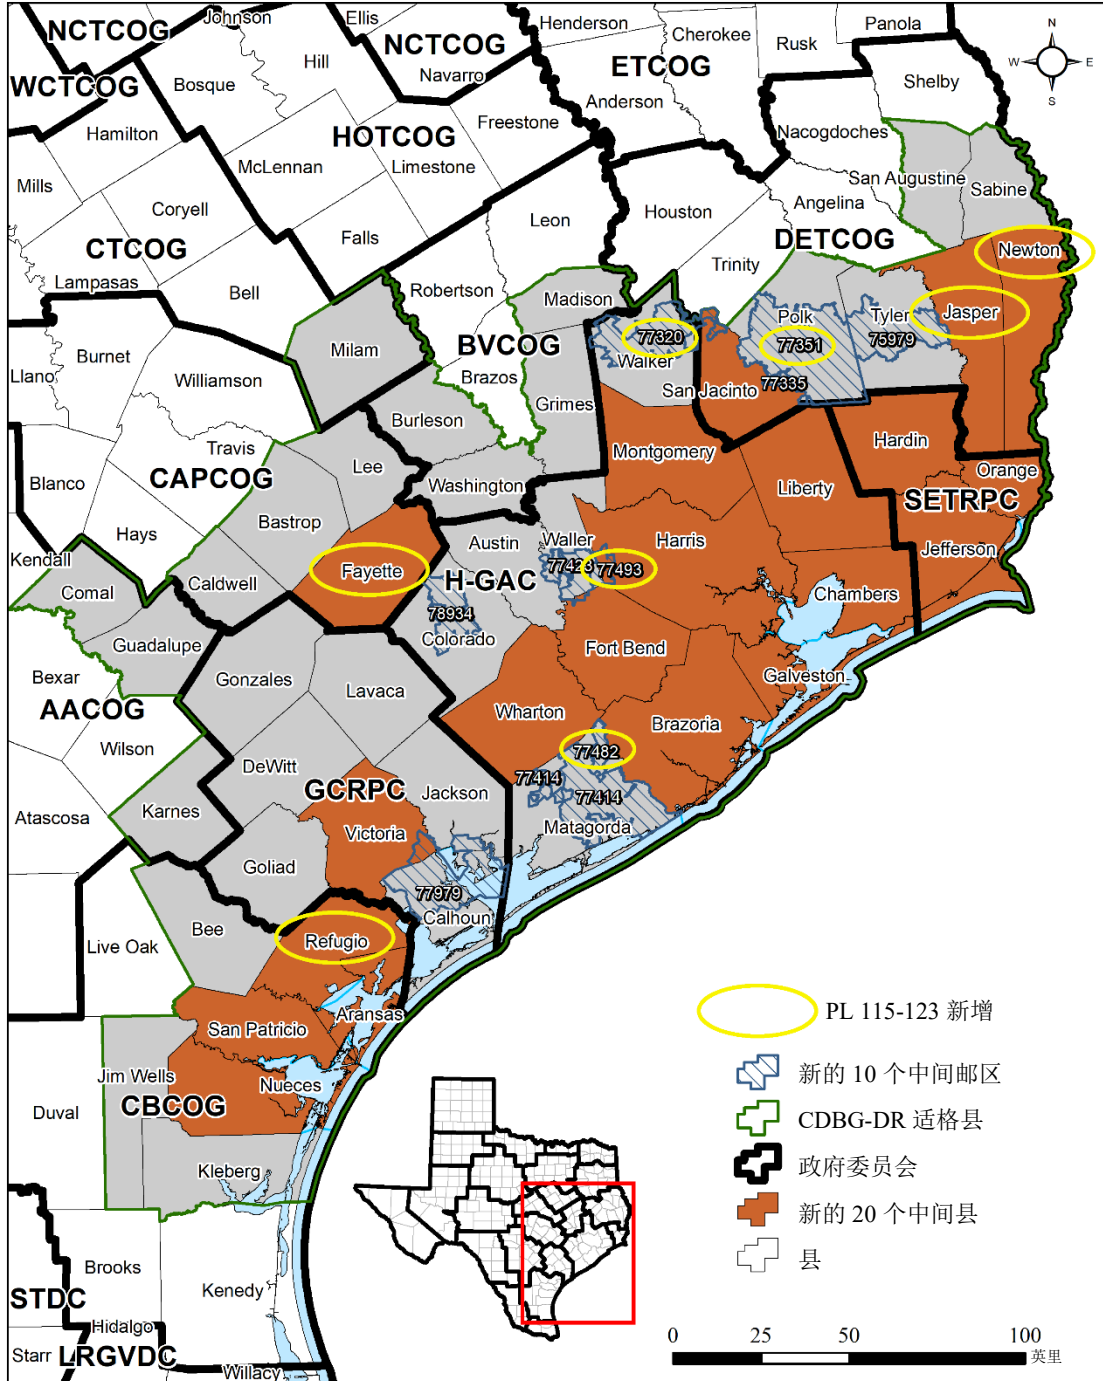 NCTCOG
Johnson
Ellis
Henderson
Cherokee
Panola
Hill
NCTCOG
Rusk
N
WCTCOG
Bosque
Navarro
ETCOG
W
E
Shelby
S
Hamilton
HOTCOG
Freestone
Anderson
Nacogdoches
McLennan
Limestone
Mills
San Augustine
Sabine
Coryell
Leon
Houston
Angelina
CTCOG
Falls
DETCOG
Newton
Lampasas
Bell
Robertson
Trinity
Madison
Polk
Tyler
Jasper
77320
77351
75979
Burnet
Milam
BVCOG
Walker
Llano
Williamson
Brazos
San Jacinto
77335
Grimes
Burleson
Travis
Montgomery
Hardin
Blanco
CAPCOG
Lee
Washington
Liberty
Orange
Bastrop
SETRPC
Hays
Austin
Waller
Harris
Jefferson
Kendall
Fayette
H-GAC
77423
77493
Comal
Caldwell
Chambers
78934
Colorado
Guadalupe
Fort Bend
Bexar
Gonzales
Lavaca
Galveston
AACOG
Wharton
Brazoria
Wilson
77482
DeWitt
77414
GCRPC
Jackson
77414
Atascosa
Karnes
Victoria
Matagorda
Goliad
77979
Calhoun
Bee
Live Oak
Refugio
PL 115-123 新增
Aransas
San Patricio
新的 10 个中间邮区
Jim Wells
Nueces
Duval
CBCOG
CDBG-DR 适格县
政府委员会
Kleberg
新的 20 个中间县
县
Brooks
STDC
Kenedy
Hidalgo
0
25
50
100
Starr
LRGVDC
英里
Willacy